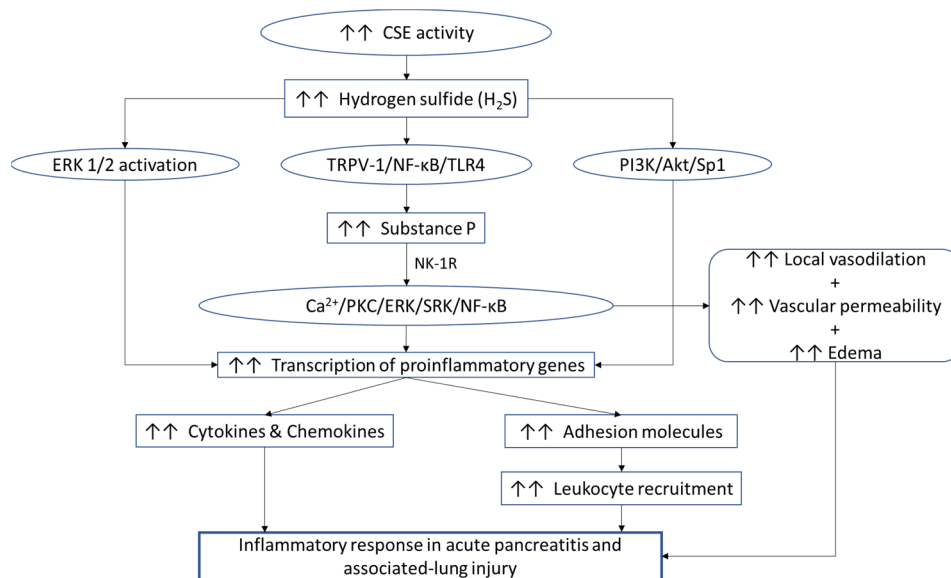 ↑↑ CSE activity
↑↑ Hydrogen sulfide (H₂S)
ERK 1/2 activation
TRPV-1/NF-κB/TLR4
PI3K/Akt/Sp1
↑↑ Substance P
NK-1R
Ca²⁺/PKC/ERK/SRK/NF-κB
↑↑ Local vasodilation
+
↑↑ Vascular permeability
+
↑↑ Edema
↑↑ Transcription of proinflammatory genes
↑↑ Cytokines & Chemokines
↑↑ Adhesion molecules
↑↑ Leukocyte recruitment
Inflammatory response in acute pancreatitis and
associated-lung injury